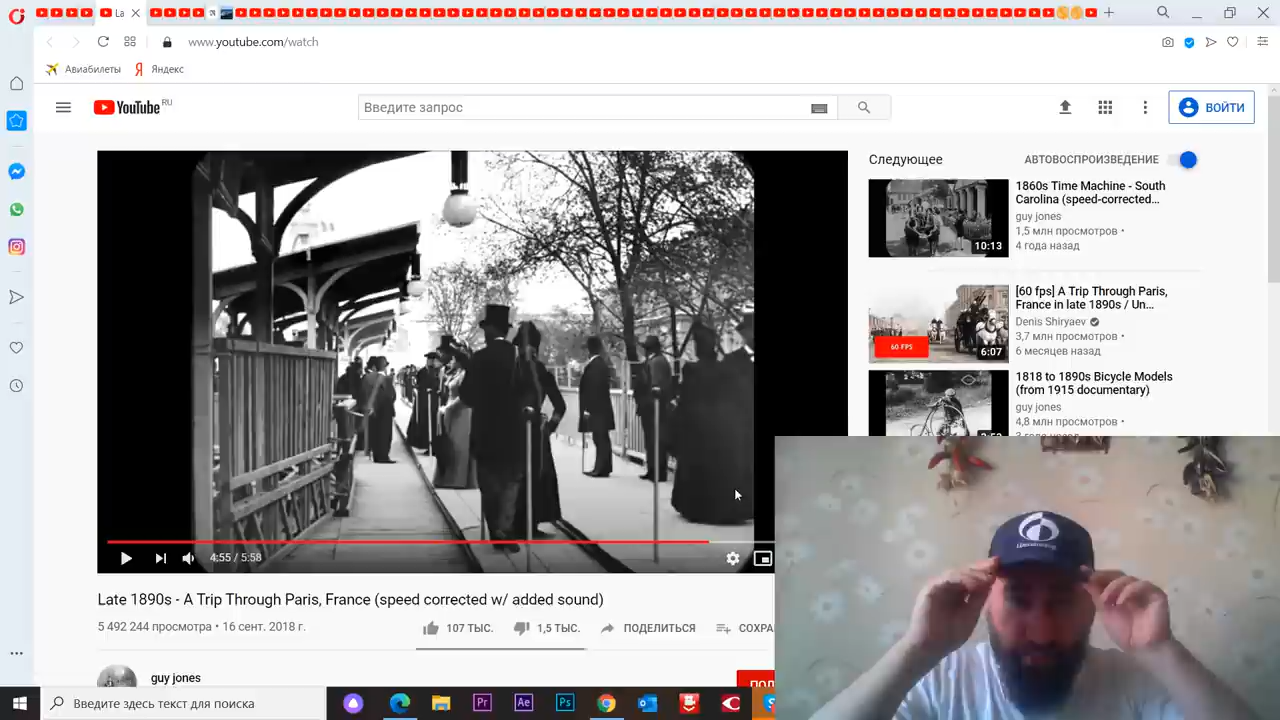 La
www.youtube.com/watch
Авиабилеты
Яндекс
YouTube RU
Введите запрос
ВОЙТИ
Следующее
АВТОВОСПРОИЗВЕДЕНИЕ
1860s Time Machine - South
Carolina (speed-corrected...
guy jones
1,5 млн просмотров •
4 года назад
10:13
[60 fps] A Trip Through Paris,
France in late 1890s / Un...
Denis Shiryaev
3,7 млн просмотров •
6 месяцев назад
60 FPS
6:07
1818 to 1890s Bicycle Models
(from 1915 documentary)
guy jones
4,8 млн просмотров •
4:55 / 5:58
Late 1890s - A Trip Through Paris, France (speed corrected w/ added sound)
5 492 244 просмотра • 16 сент. 2018 г.
107 ТЫС.
1,5 ТЫС.
ПОДЕЛИТЬСЯ
СОХРА
guy jones
Введите здесь текст для поиска
Pr
Ae
Ps